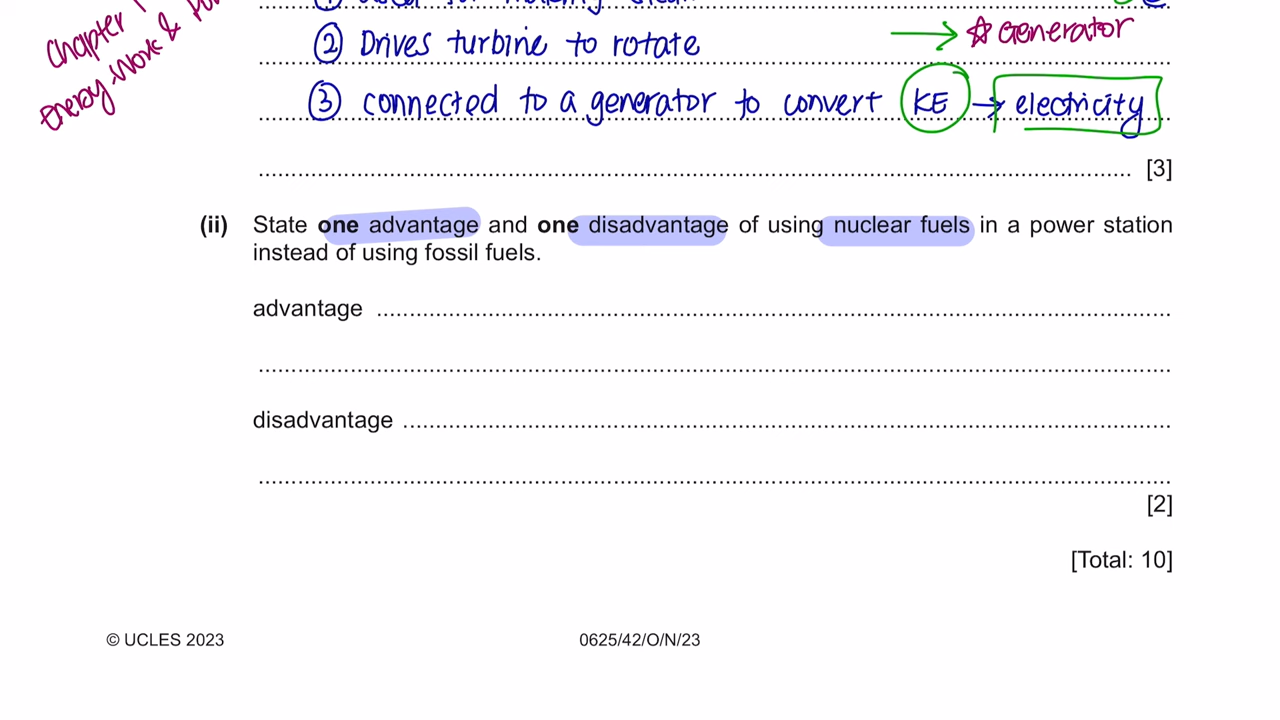 Chapter
Energy, Work &
② Drives turbine to rotate
→ ☆ Generator
③ connected to a generator to convert KE → electricity
[3]
(ii) State one advantage and one disadvantage of using nuclear fuels in a power station
instead of using fossil fuels.
advantage
disadvantage
[2]
[Total: 10]
© UCLES 2023
0625/42/O/N/23